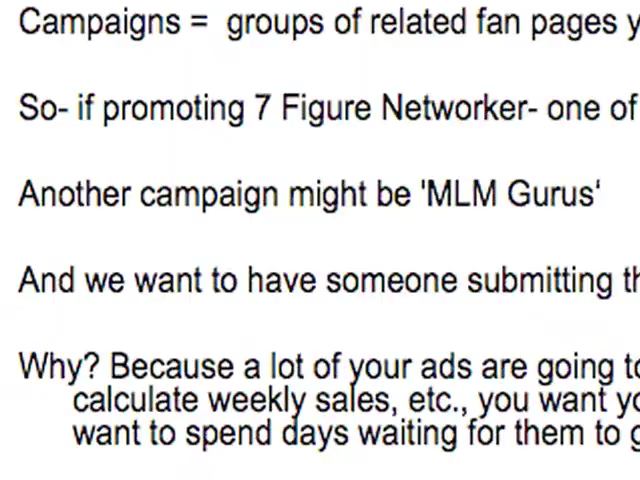 Campaigns = groups of related fan pages
So- if promoting 7 Figure Networker- one of
Another campaign might be 'MLM Gurus'
And we want to have someone submitting
Why? Because a lot of your ads are going
calculate weekly sales, etc., you want
want to spend days waiting for them to